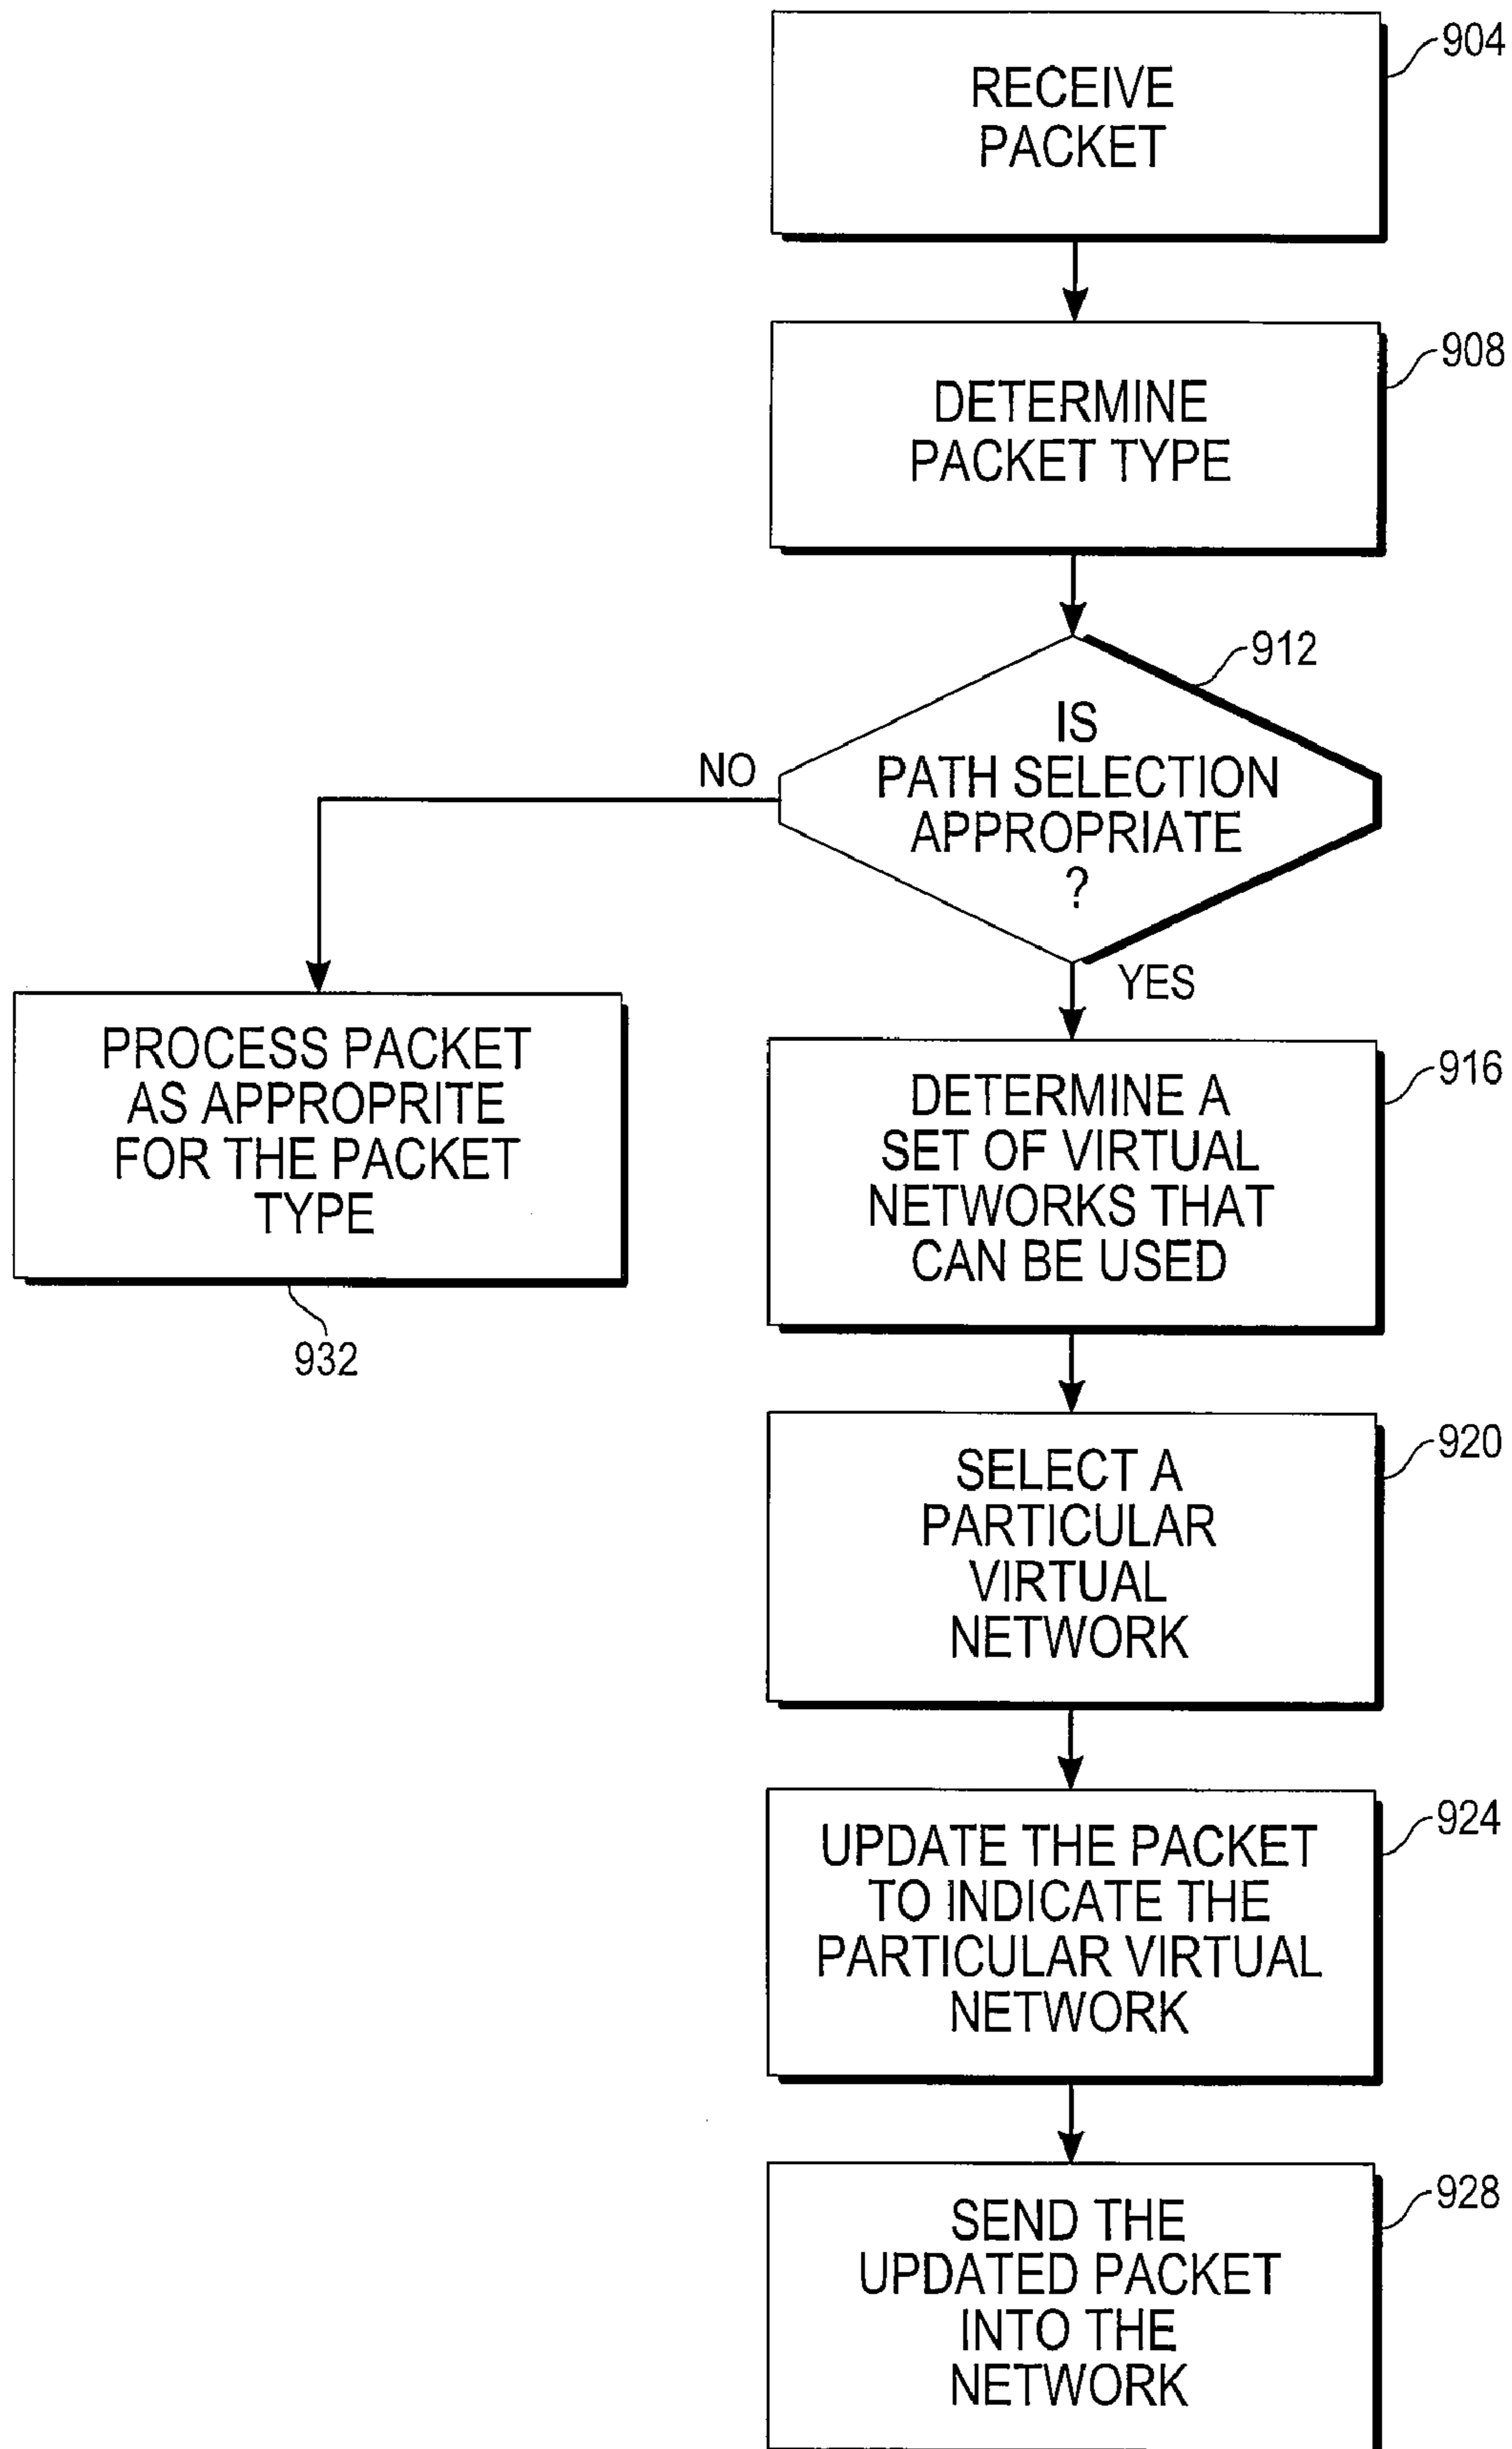 904
RECEIVE
PACKET
908
DETERMINE
PACKET TYPE
912
IS
PATH SELECTION
APPROPRIATE
?
NO
YES
PROCESS PACKET
AS APPROPRITE
FOR THE PACKET
TYPE
932
916
DETERMINE A
SET OF VIRTUAL
NETWORKS THAT
CAN BE USED
920
SELECT A
PARTICULAR
VIRTUAL
NETWORK
924
UPDATE THE PACKET
TO INDICATE THE
PARTICULAR VIRTUAL
NETWORK
928
SEND THE
UPDATED PACKET
INTO THE
NETWORK